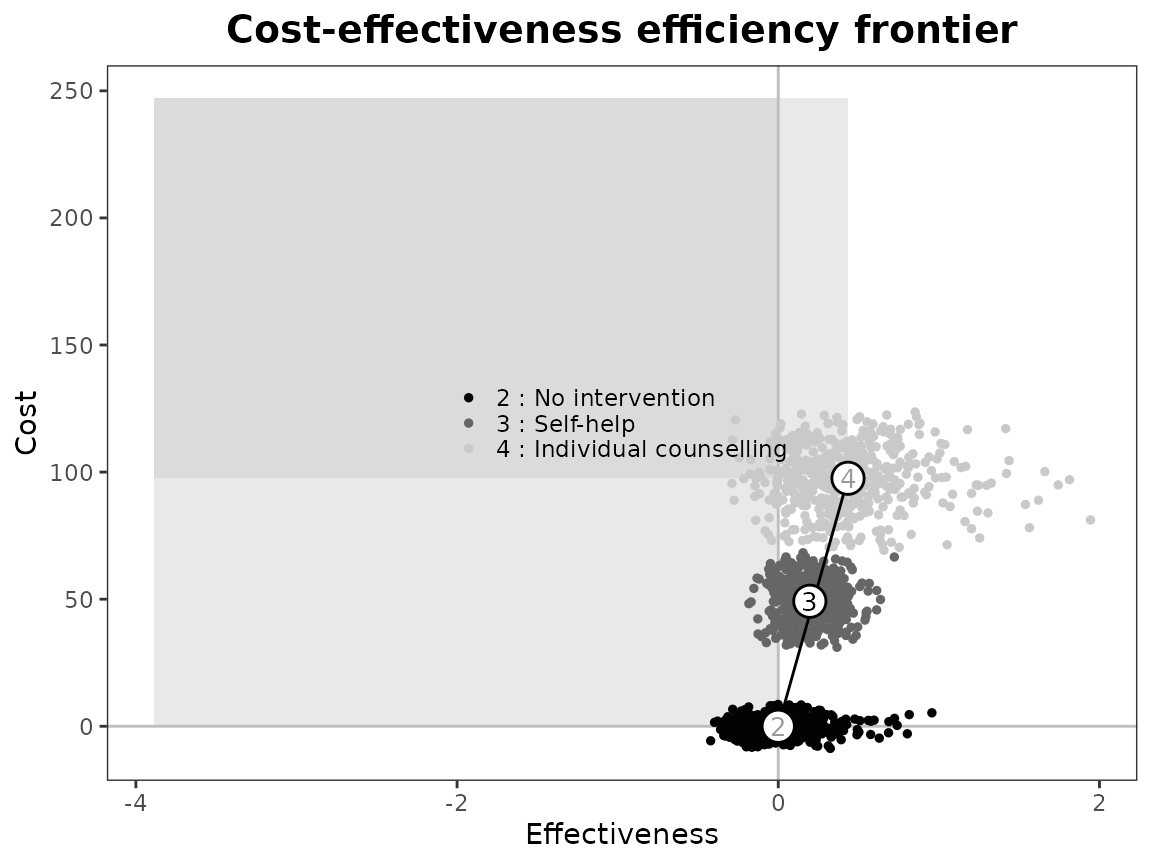 Cost-effectiveness efficiency frontier
250
200
150
100
50
0
Cost
2 : No intervention
3 : Self-help
4 : Individual counselling
4
3
2
-4
-2
0
2
Effectiveness